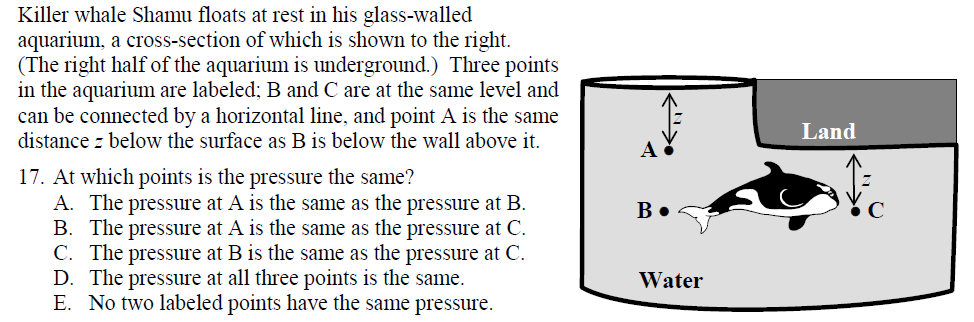 Killer whale Shamu floats at rest in his glass-walled
aquarium, a cross-section of which is shown to the right.
(The right half of the aquarium is underground.) Three points
in the aquarium are labeled; B and C are at the same level and
can be connected by a horizontal line, and point A is the same
distance z below the surface as B is below the wall above it.
17. At which points is the pressure the same?
A. The pressure at A is the same as the pressure at B.
B. The pressure at A is the same as the pressure at C.
C. The pressure at B is the same as the pressure at C.
D. The pressure at all three points is the same.
E. No two labeled points have the same pressure.
z
Land
A
z
B
C
Water